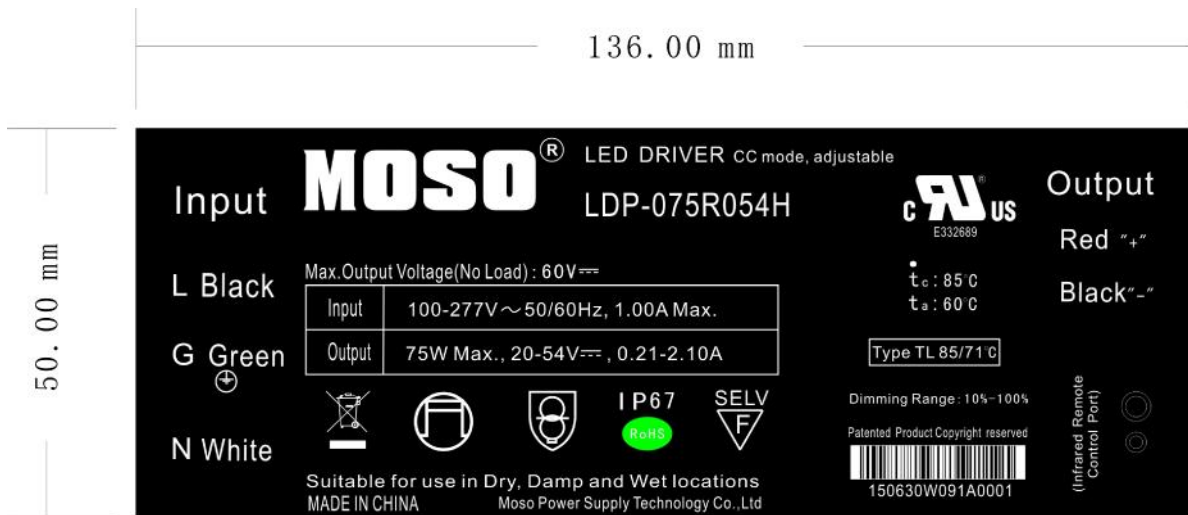 136.00 mm
50.00 mm
Input
L Black
G Green
N White
MOSO®
LED DRIVER CC mode, adjustable
LDP-075R054H
Max.Output Voltage(No Load) : 60V⎓
Input 100-277V～50/60Hz, 1.00A Max.
Output 75W Max., 20-54V⎓, 0.21-2.10A
IP67
RoHS
SELV
F
Suitable for use in Dry, Damp and Wet locations
MADE IN CHINA Moso Power Supply Technology Co.,Ltd
c RU® US
E332689
tc : 85℃
ta : 60℃
Type TL 85/71℃
Dimming Range : 10%-100%
Patented Product Copyright reserved
150630W091A0001
Output
Red "+"
Black"-"
(Infrared Remote
Control Port)